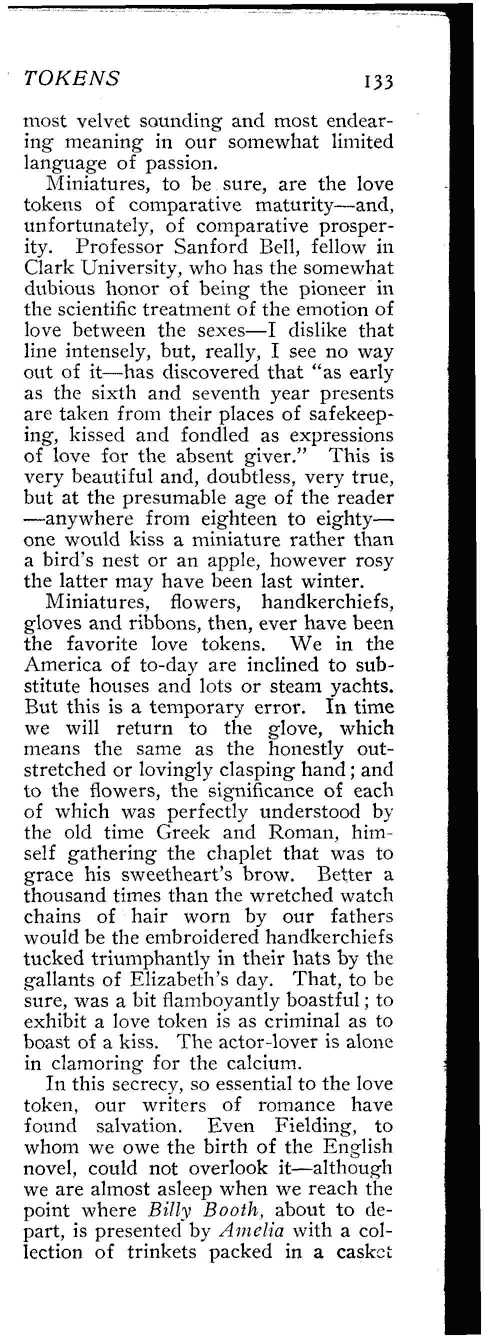 TOKENS 133
most velvet sounding and most endear-
ing meaning in our somewhat limited
language of passion.
Miniatures, to be sure, are the love
tokens of comparative maturity—and,
unfortunately, of comparative prosper-
ity. Professor Sanford Bell, fellow in
Clark University, who has the somewhat
dubious honor of being the pioneer in
the scientific treatment of the emotion of
love between the sexes—I dislike that
line intensely, but, really, I see no way
out of it—has discovered that "as early
as the sixth and seventh year presents
are taken from their places of safekeep-
ing, kissed and fondled as expressions
of love for the absent giver." This is
very beautiful and, doubtless, very true,
but at the presumable age of the reader
—anywhere from eighteen to eighty—
one would kiss a miniature rather than
a bird's nest or an apple, however rosy
the latter may have been last winter.
Miniatures, flowers, handkerchiefs,
gloves and ribbons, then, ever have been
the favorite love tokens. We in the
America of to-day are inclined to sub-
stitute houses and lots or steam yachts.
But this is a temporary error. In time
we will return to the glove, which
means the same as the honestly out-
stretched or lovingly clasping hand; and
to the flowers, the significance of each
of which was perfectly understood by
the old time Greek and Roman, him-
self gathering the chaplet that was to
grace his sweetheart's brow. Better a
thousand times than the wretched watch
chains of hair worn by our fathers
would be the embroidered handkerchiefs
tucked triumphantly in their hats by the
gallants of Elizabeth's day. That, to be
sure, was a bit flamboyantly boastful; to
exhibit a love token is as criminal as to
boast of a kiss. The actor-lover is alone
in clamoring for the calcium.
In this secrecy, so essential to the love
token, our writers of romance have
found salvation. Even Fielding, to
whom we owe the birth of the English
novel, could not overlook it—although
we are almost asleep when we reach the
point where Billy Booth, about to de-
part, is presented by Amelia with a col-
lection of trinkets packed in a casket